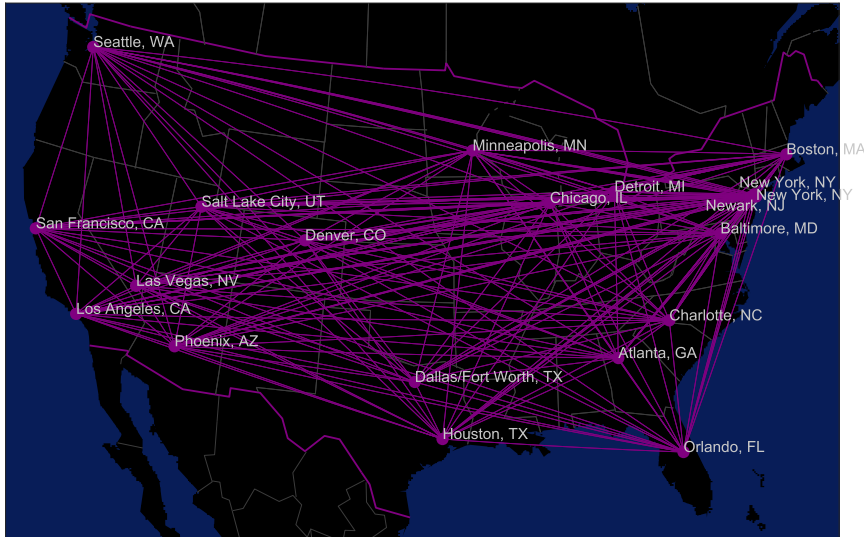 Seattle, WA
Minneapolis, MN
Boston, MA
Detroit, MI
New York, NY
Salt Lake City, UT
Chicago, IL
New York, NY
Newark, NJ
San Francisco, CA
Denver, CO
Baltimore, MD
Las Vegas, NV
Los Angeles, CA
Charlotte, NC
Phoenix, AZ
Atlanta, GA
Dallas/Fort Worth, TX
Houston, TX
Orlando, FL